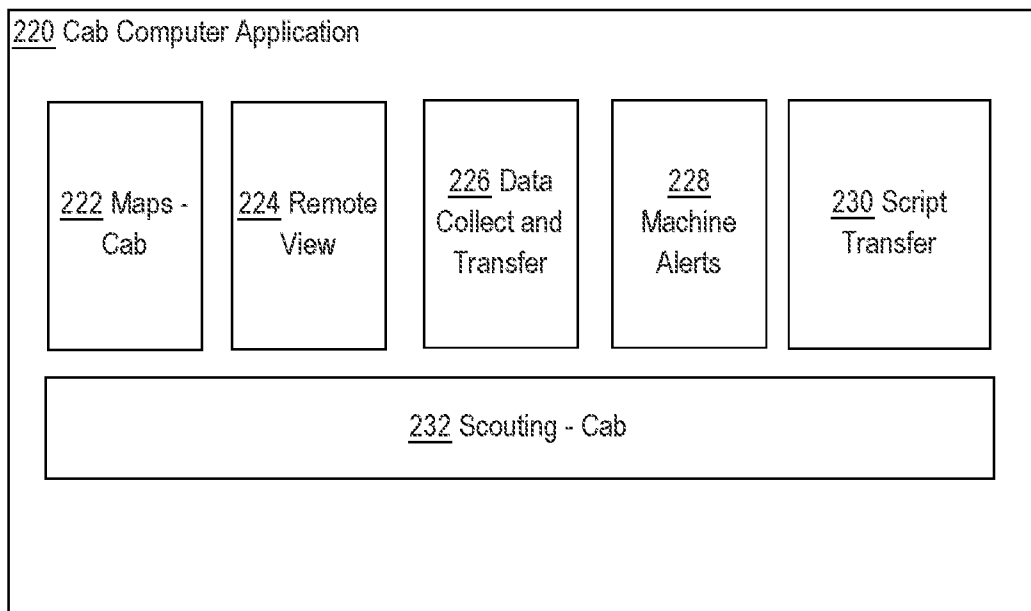 220 Cab Computer Application
222 Maps -
Cab
224 Remote
View
226 Data
Collect and
Transfer
228
Machine
Alerts
230 Script
Transfer
232 Scouting - Cab